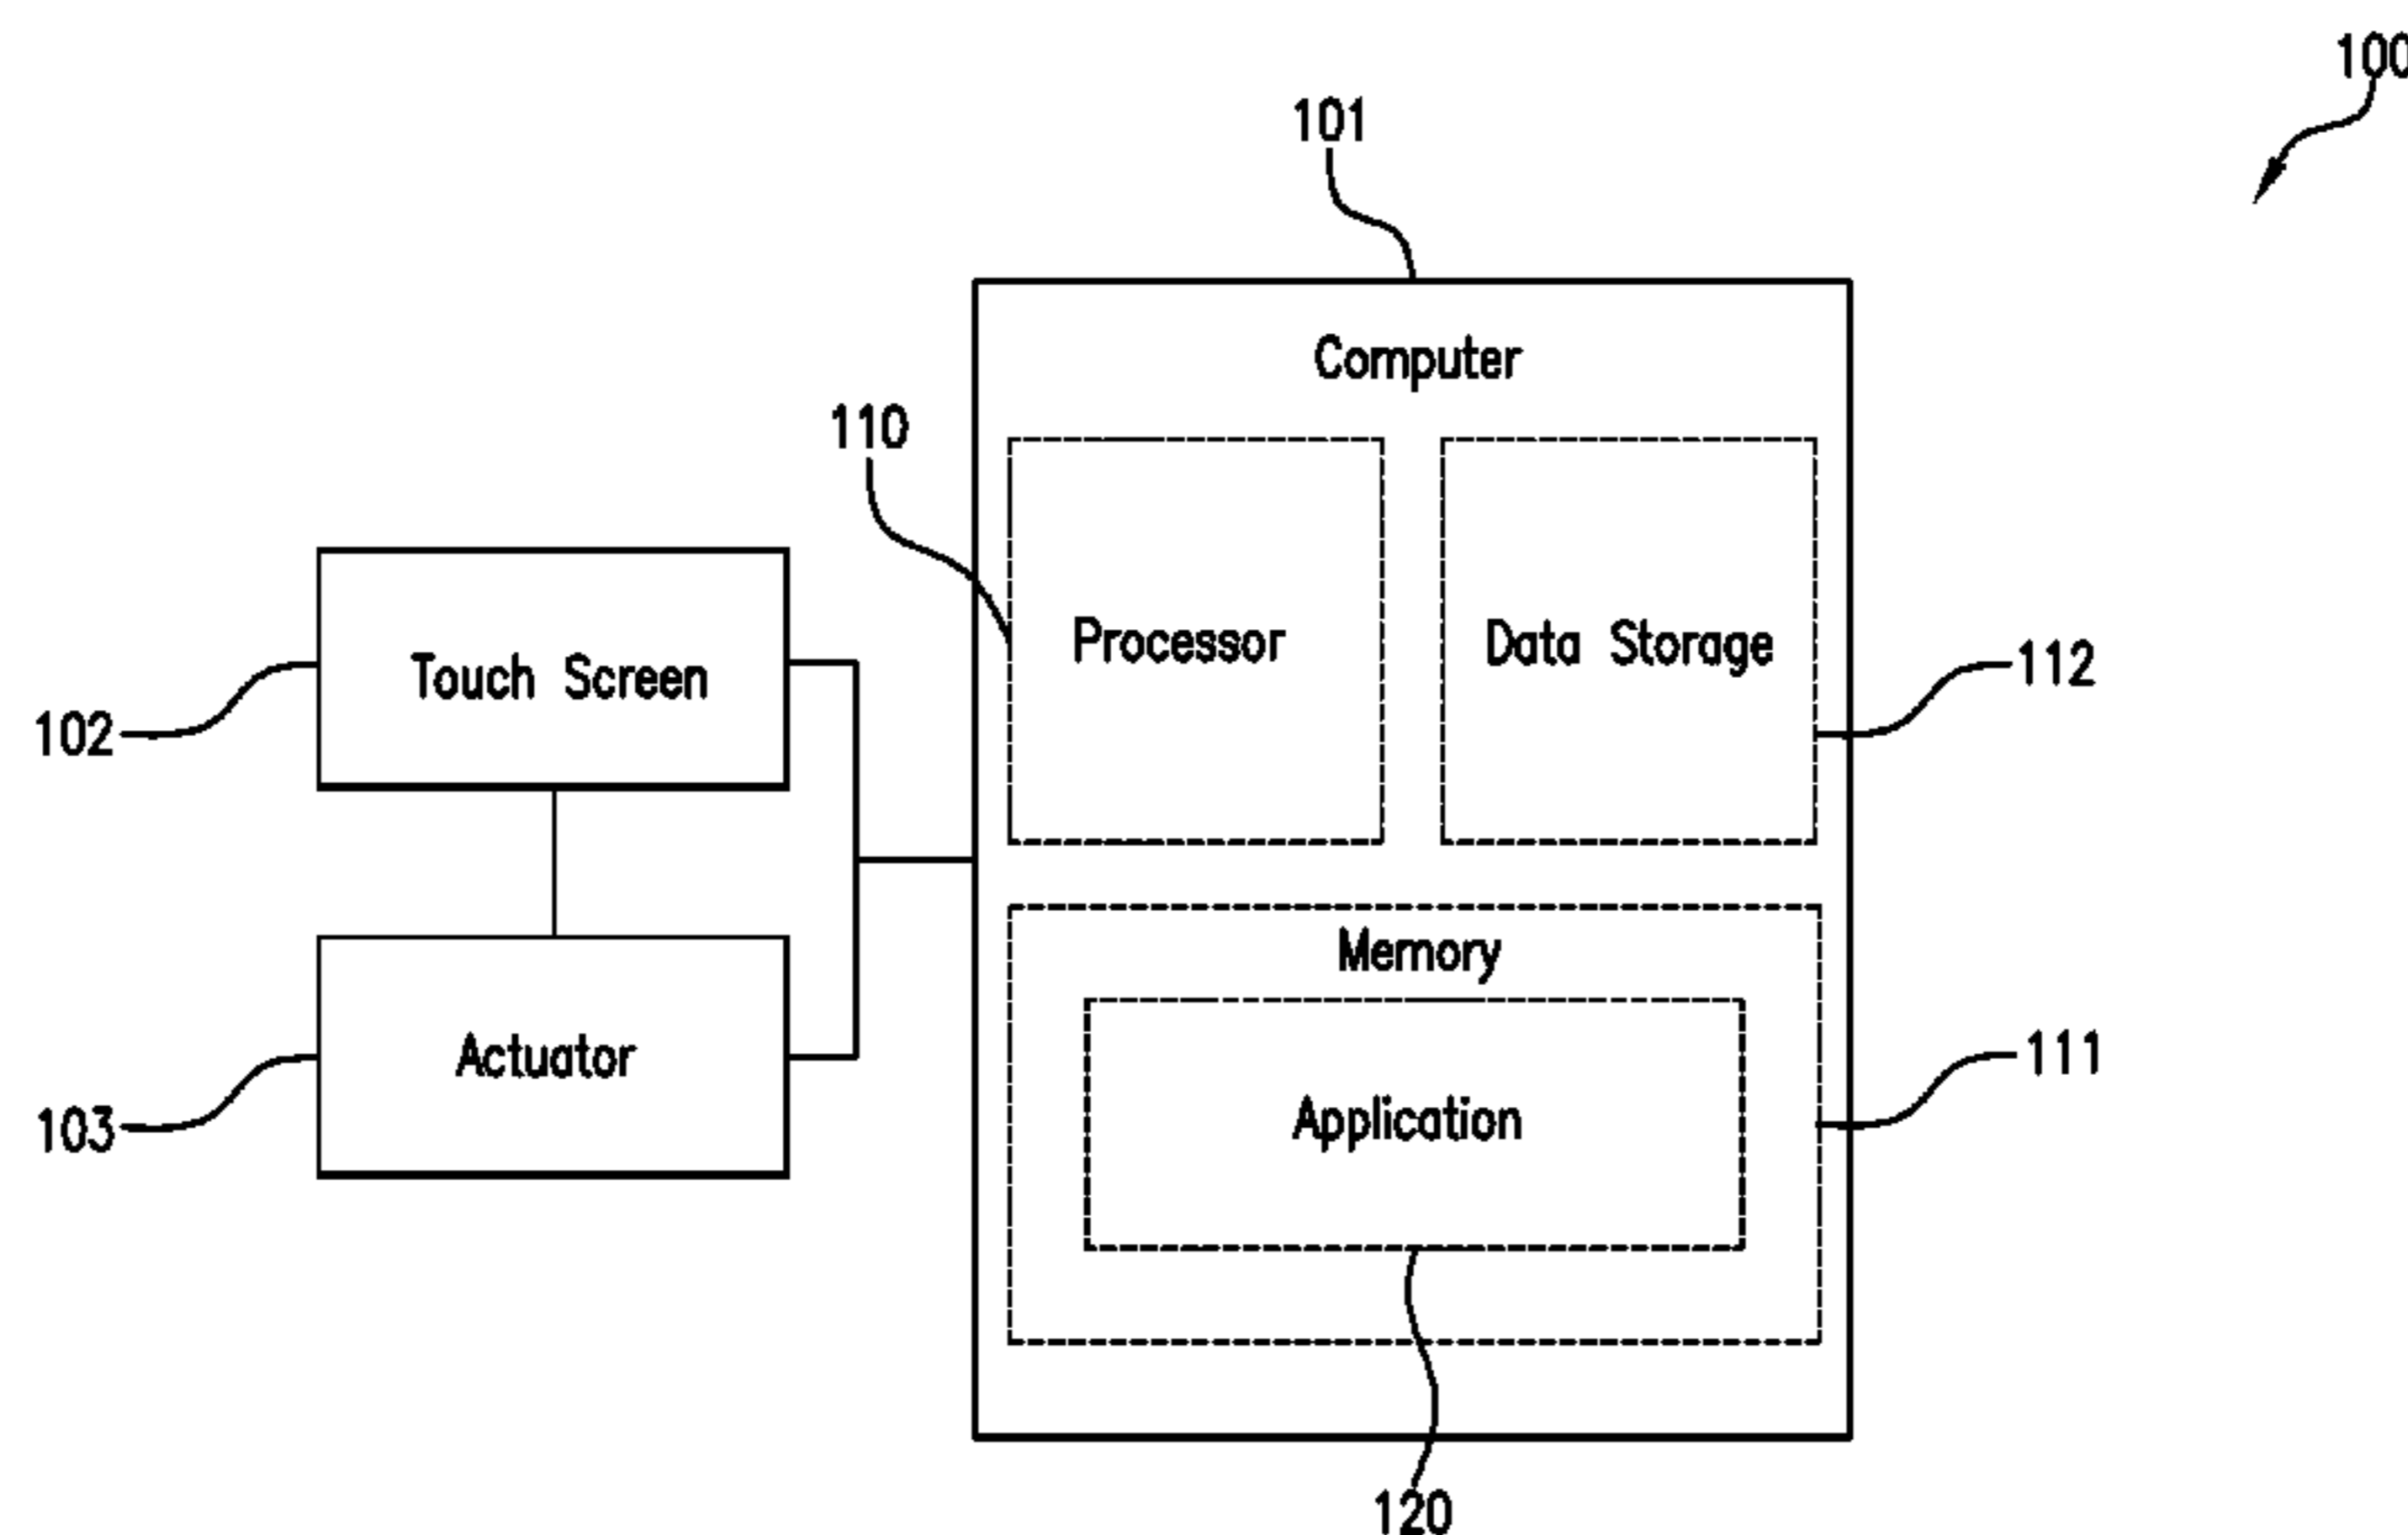 100
101
Computer
110
Processor
Data Storage
112
Touch Screen
102
Memory
Application
111
Actuator
103
120